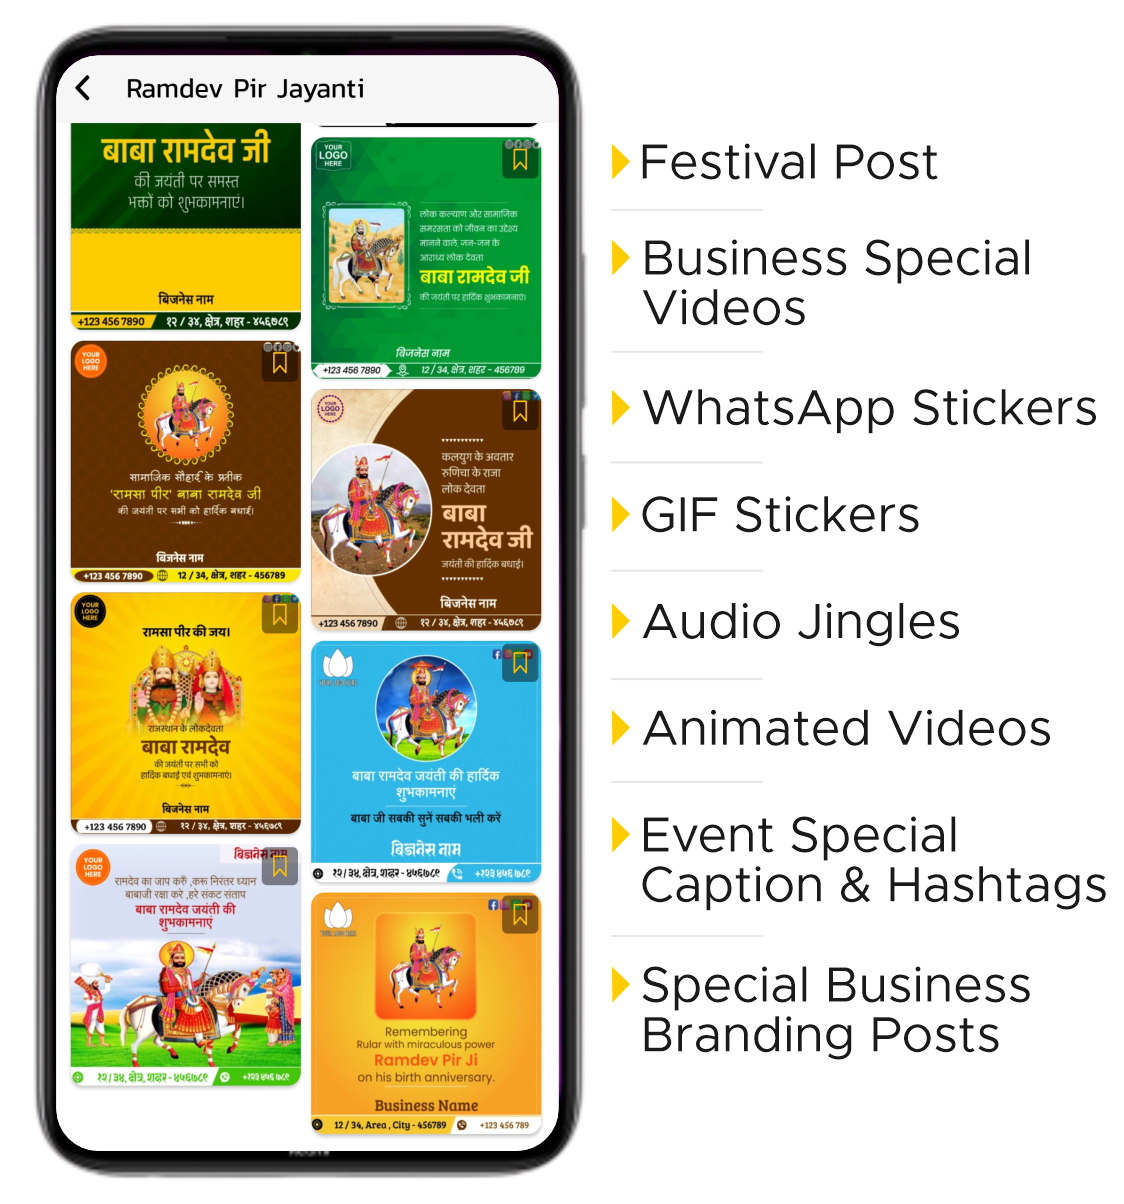 Ramdev Pir Jayanti
बाबा रामदेव जी
की जयंती पर समस्त
भक्तों को शुभकामनाएं।
बिजनेस नाम
+123 456 7890
१२ / ३४, क्षेत्र, शहर - ४५६७८९
YOUR
LOGO
HERE
सामाजिक सौहार्द के प्रतीक
'रामसा पीर' बाबा रामदेव जी
की जयंती पर सभी को हार्दिक बधाई।
बिजनेस नाम
+123 456 7890
12 / 34, क्षेत्र, शहर - 456789
YOUR
LOGO
HERE
रामसा पीर की जय।
राजस्थान के लोकदेवता
बाबा रामदेव
की जयंती पर सभी को
हार्दिक बधाई एवं शुभकामनाएं।
बिजनेस नाम
+123 456 7890
१२ / ३४, क्षेत्र, शहर - ४५६७८९
YOUR
LOGO
HERE
बिज़नेस नाम
रामदेव का जाप करुँ ,करू निरंतर ध्यान
बाबाजी रक्षा करे ,हरे संकट संताप
बाबा रामदेव जयंती की
शुभकामनाएं
१२ / ३४, क्षेत्र, शहर - ४५६७८९
+१२३ ४५६ ७८९
YOUR
LOGO
HERE
लोक कल्याण और सामाजिक
समरसता को जीवन का उद्देश्य
मानने वाले, जन-जन के
आराध्य लोक देवता
बाबा रामदेव जी
की जयंती पर हार्दिक शुभकामनाएं।
बिजनेस नाम
+123 456 7890
12 / 34, क्षेत्र, शहर - 456789
YOUR
LOGO
HERE
कलयुग के अवतार
रुणिचा के राजा
लोक देवता
बाबा
रामदेव जी
जयंती की हार्दिक बधाई।
बिजनेस नाम
+123 456 7890
१२ / ३४, क्षेत्र, शहर - ४५६७८९
YOUR LOGO HERE
बाबा रामदेव जयंती की हार्दिक
शुभकामनाएं
बाबा जी सबकी सुनें सबकी भली करें
बिज़नेस नाम
१२ / ३४, क्षेत्र, शहर - ४५६७८९
+१२३ ४५६ ७८९
YOUR LOGO HERE
Remembering
Rular with miraculous power
Ramdev Pir Ji
on his birth anniversary.
Business Name
12 / 34, Area , City - 456789
+123 456 789
Festival Post
Business Special
Videos
WhatsApp Stickers
GIF Stickers
Audio Jingles
Animated Videos
Event Special
Caption & Hashtags
Special Business
Branding Posts